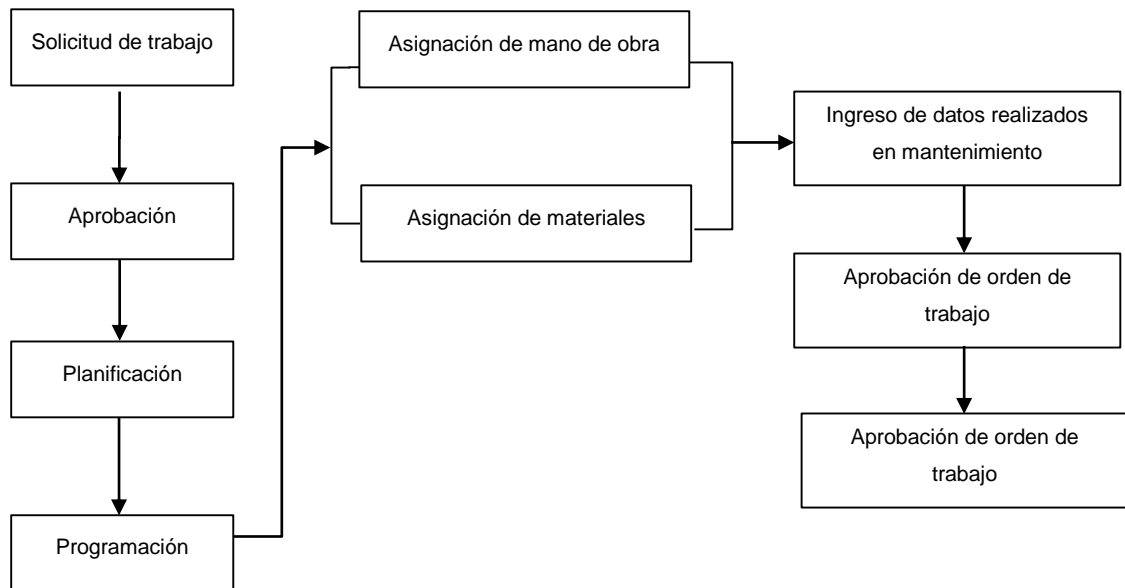 Solicitud de trabajo
Aprobación
Planificación
Programación
Asignación de mano de obra
Asignación de materiales
Ingreso de datos realizados
en mantenimiento
Aprobación de orden de
trabajo
Aprobación de orden de
trabajo